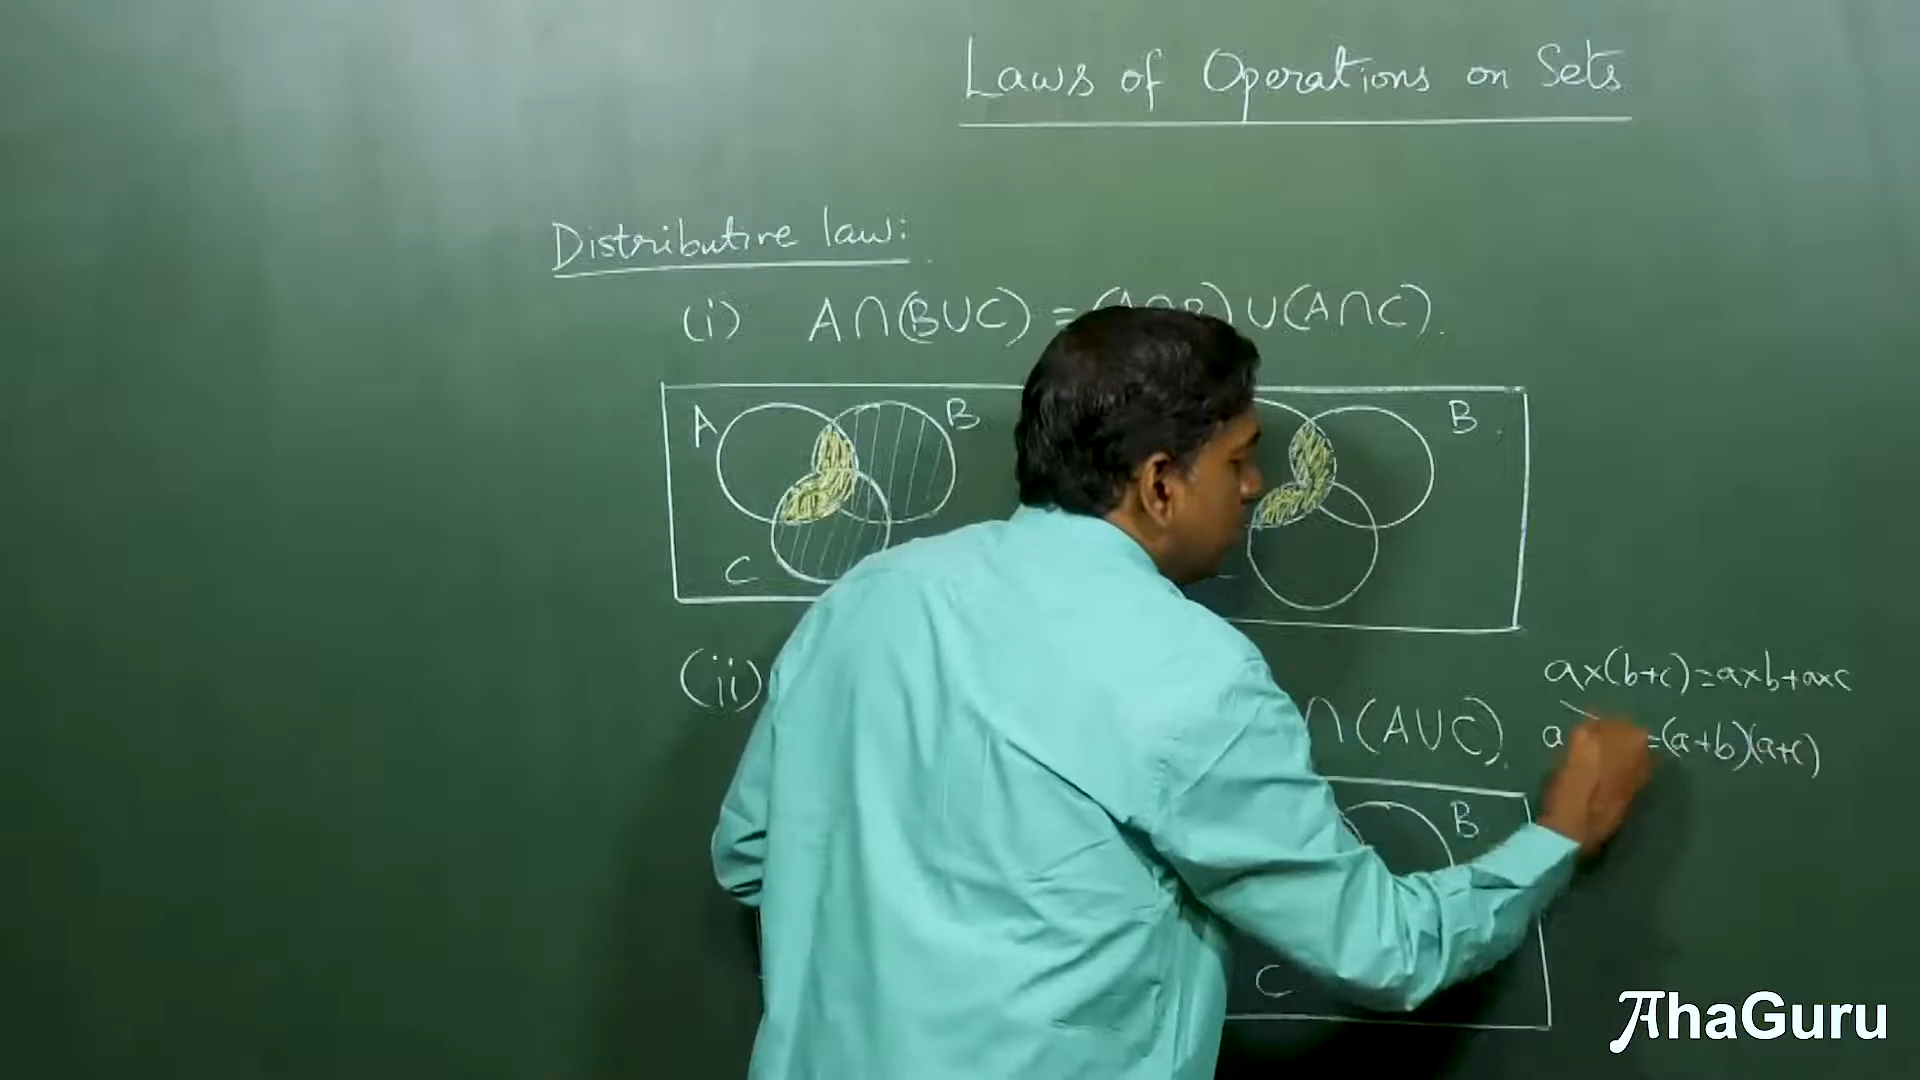 Laws of Operations on Sets
Distributive law:
(i) A∩(B∪C) = (A∩B)∪(A∩C).
A B B
C
(ii) ∩(A∪C).
a×(b+c)=a×b+a×c
a =(a+b)(a+c)
B
C
AhaGuru